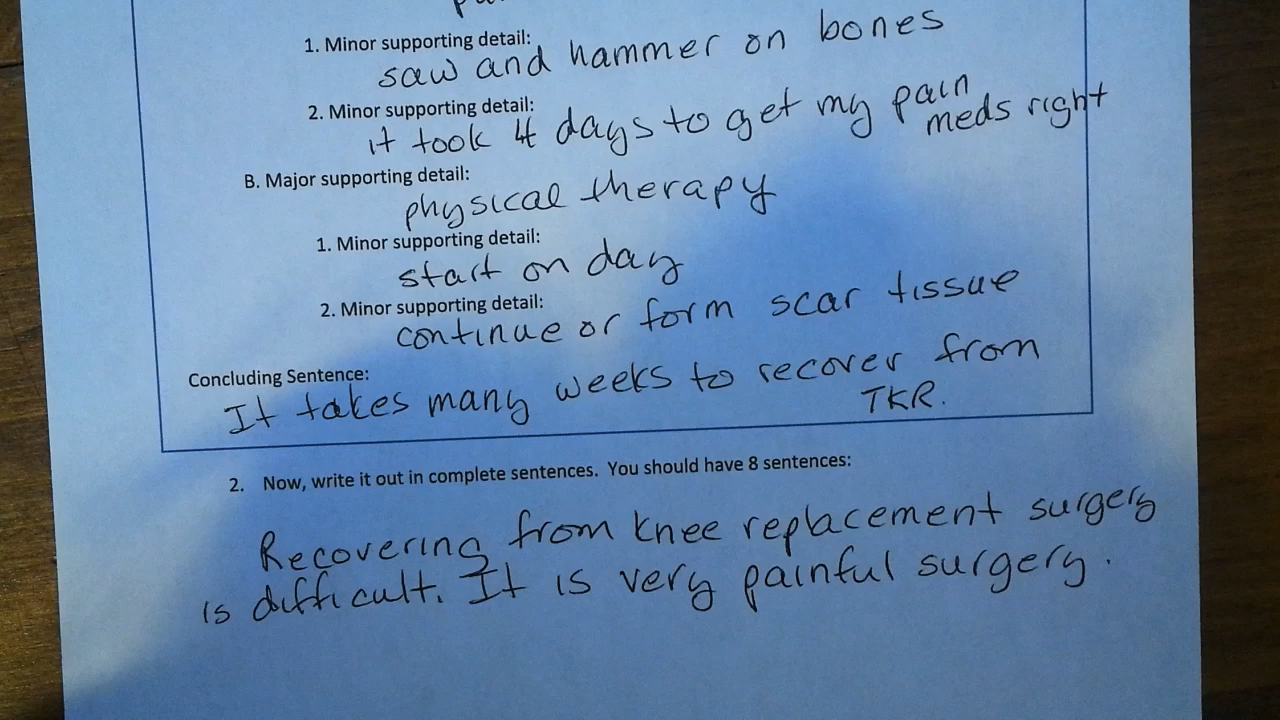 1. Minor supporting detail:
saw and hammer on bones
2. Minor supporting detail:
it took 4 days to get my pain
meds right
B. Major supporting detail:
physical therapy
1. Minor supporting detail:
start on day
2. Minor supporting detail:
continue or form scar tissue
Concluding Sentence:
It takes many weeks to recover from
TKR.
2. Now, write it out in complete sentences. You should have 8 sentences:
Recovering from knee replacement surgery
is difficult. It is very painful surgery.